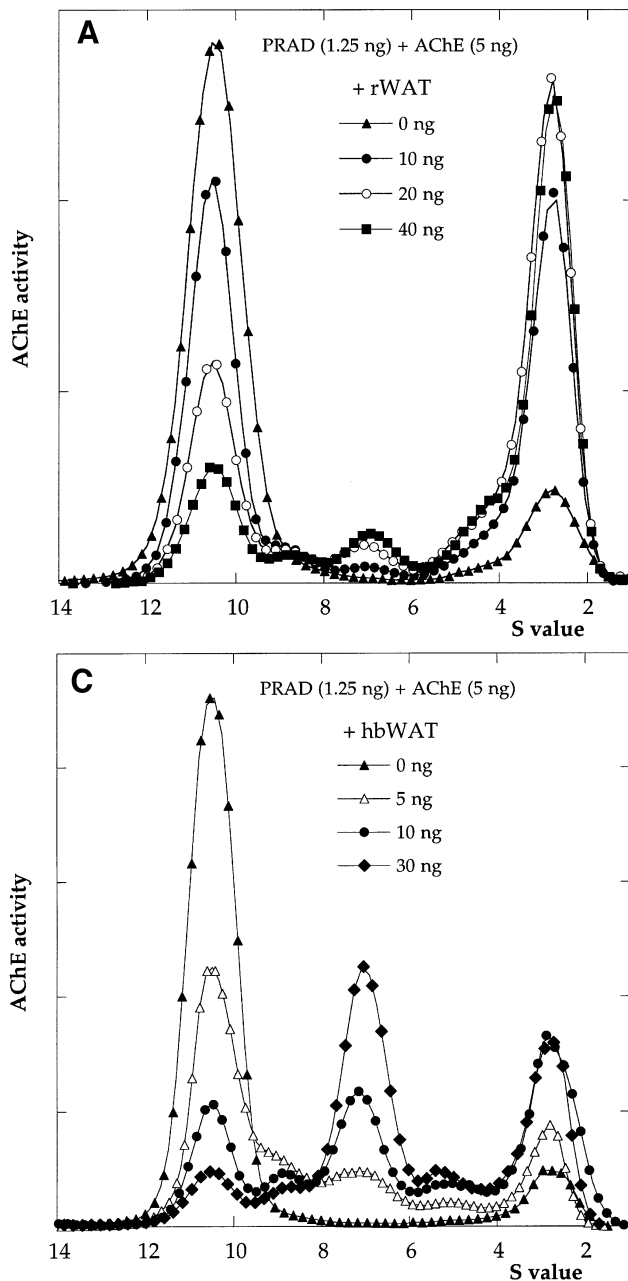 A
PRAD (1.25 ng) + AChE (5 ng)
+ rWAT
0 ng
10 ng
20 ng
40 ng
AChE activity
14 12 10 8 6 4 2
S value
C
PRAD (1.25 ng) + AChE (5 ng)
+ hbWAT
0 ng
5 ng
10 ng
30 ng
AChE activity
14 12 10 8 6 4 2
S value